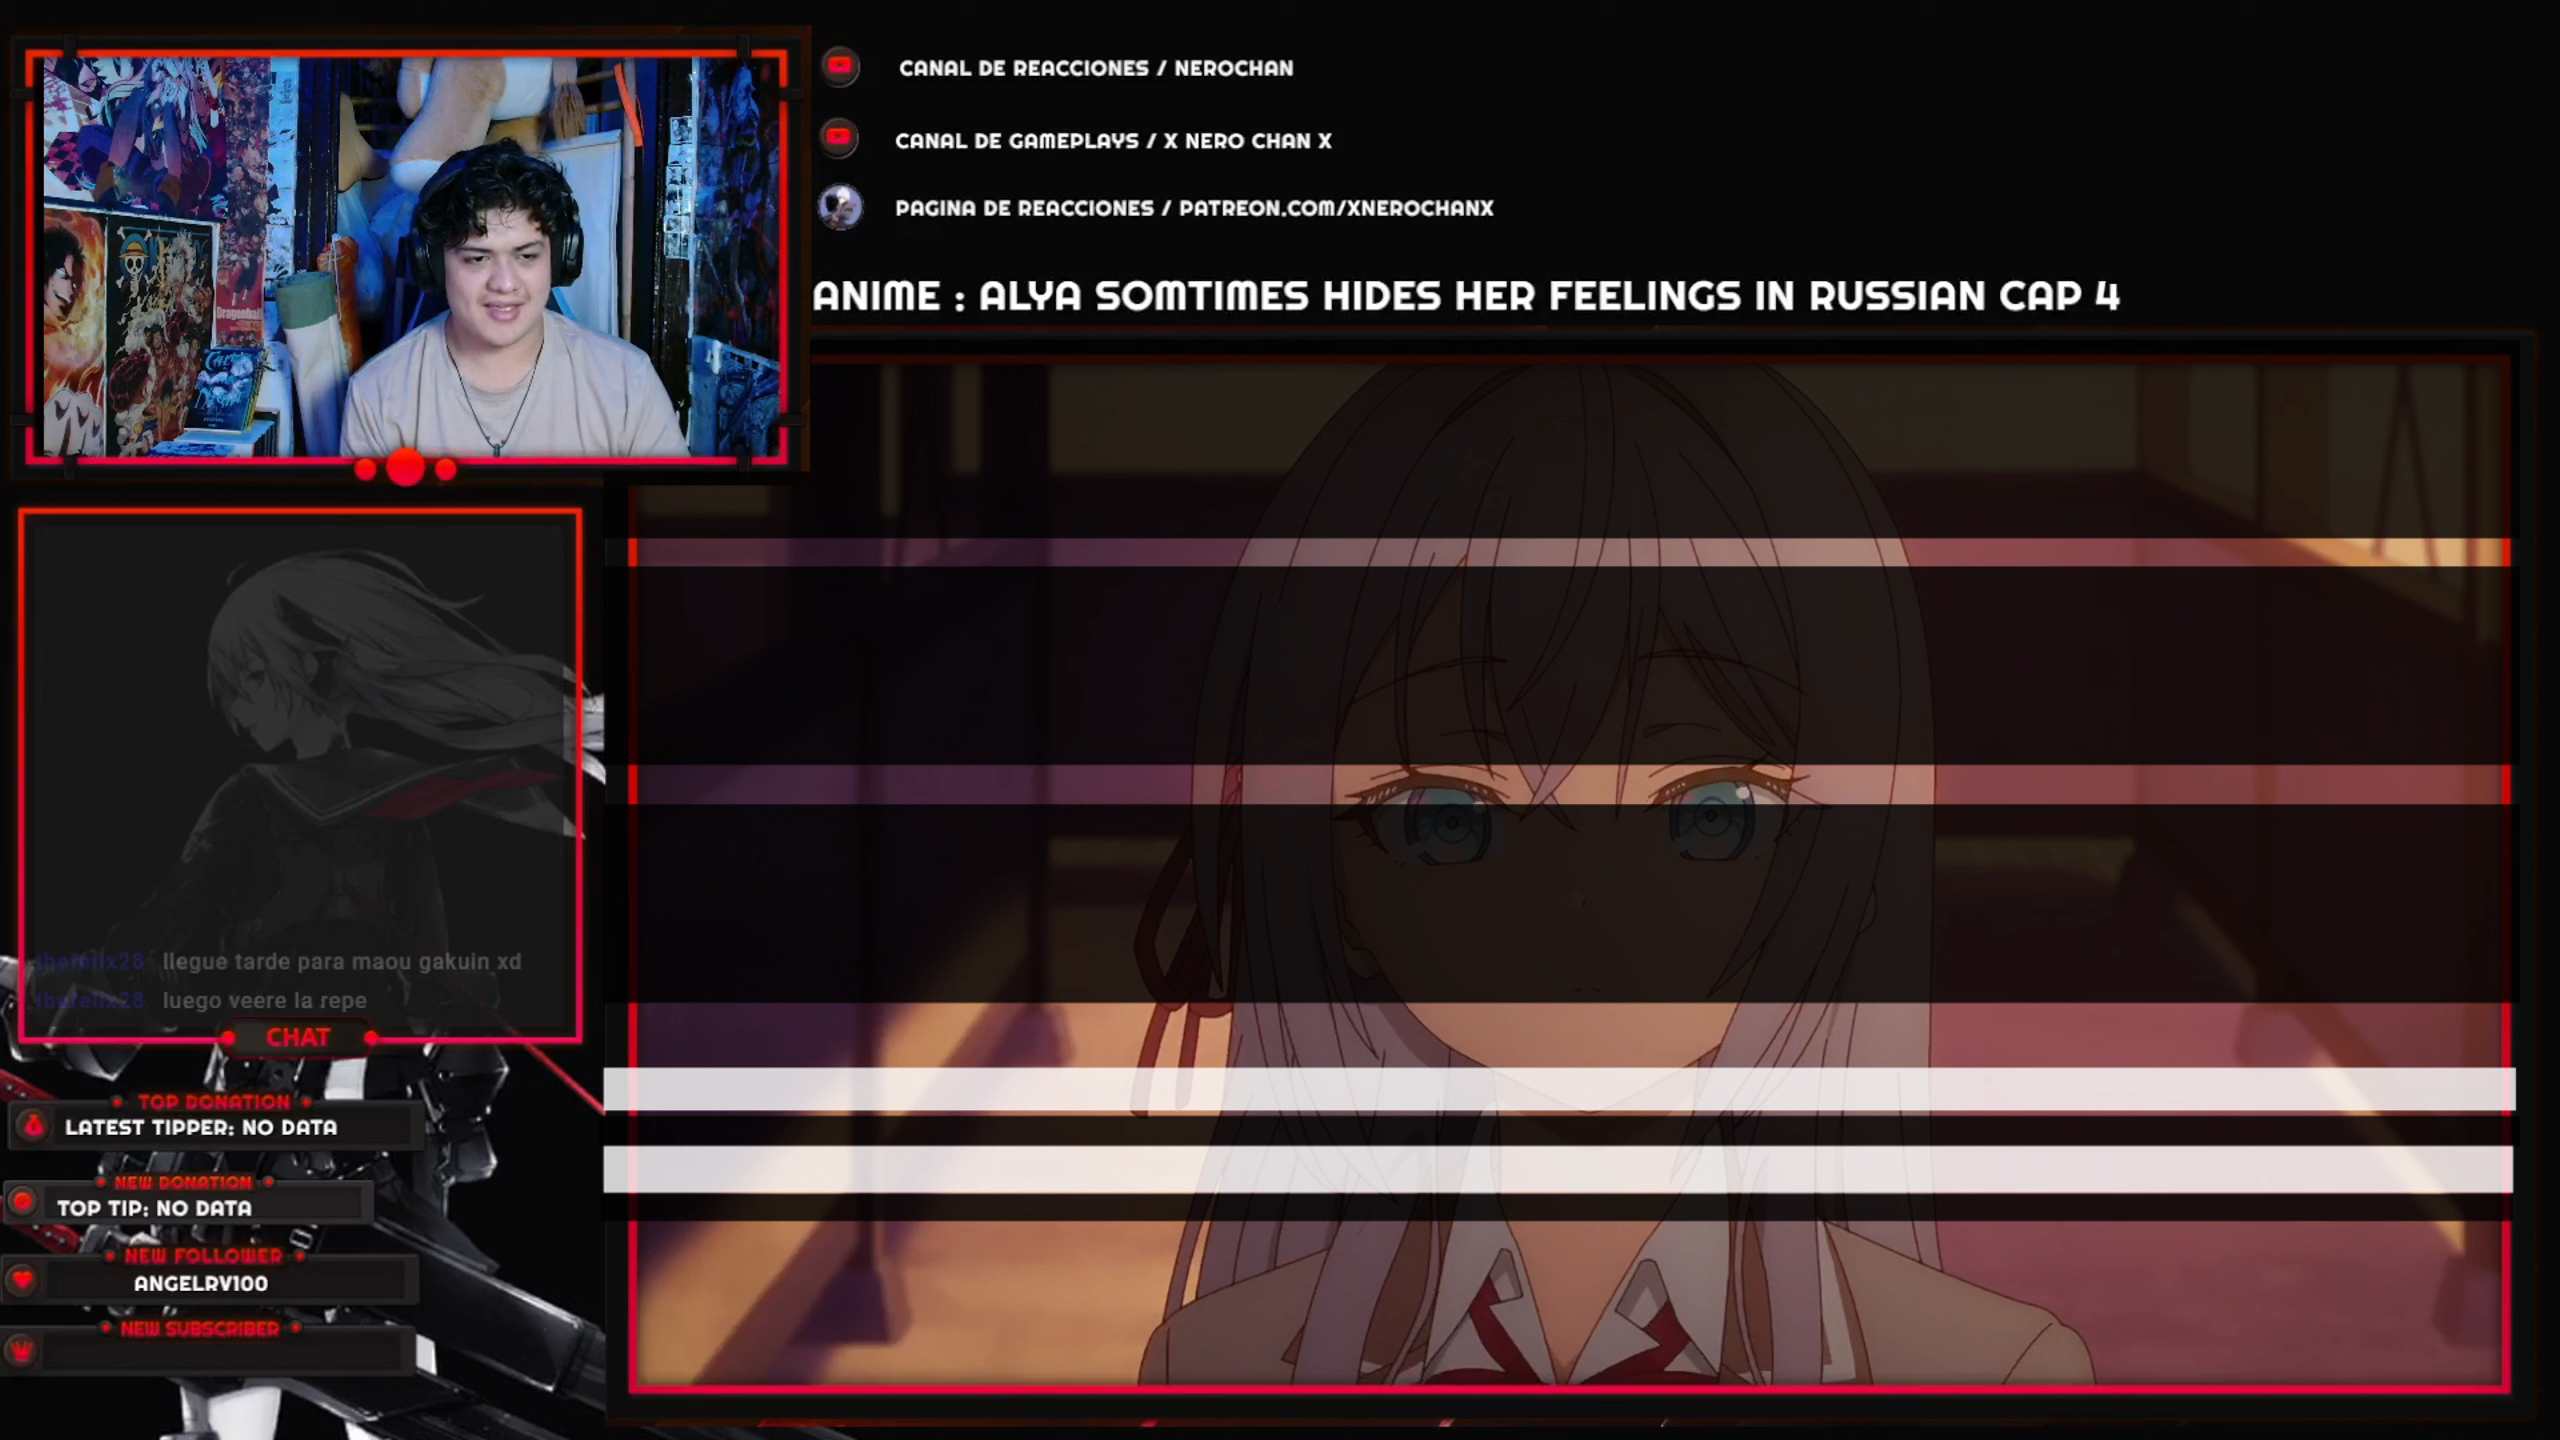 CANAL DE REACCIONES / NEROCHAN
CANAL DE GAMEPLAYS / X NERO CHAN X
PAGINA DE REACCIONES / PATREON.COM/XNEROCHANX
ANIME : ALYA SOMTIMES HIDES HER FEELINGS IN RUSSIAN CAP 4
thefelix28 llegue tarde para maou gakuin xd
thefelix28 luego veere la repe
CHAT
TOP DONATION
LATEST TIPPER: NO DATA
NEW DONATION
TOP TIP: NO DATA
NEW FOLLOWER
ANGELRV100
NEW SUBSCRIBER